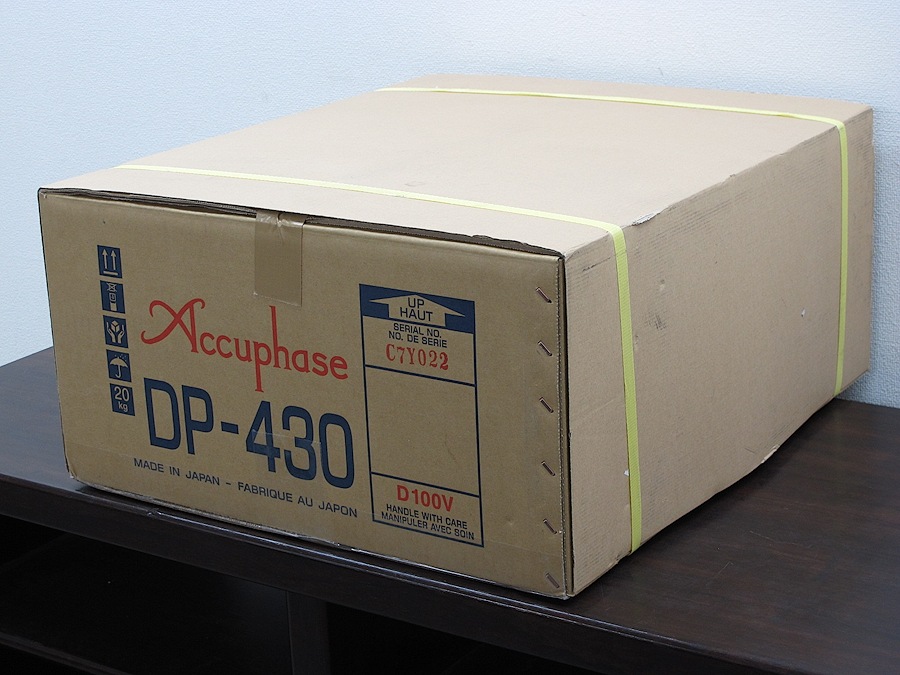 20
kg
Accuphase
DP-430
MADE IN JAPAN - FABRIQUE AU JAPON
UP
HAUT
SERIAL NO.
NO. DE SERIE
C7Y022
D100V
HANDLE WITH CARE
MANIPULER AVEC SOIN